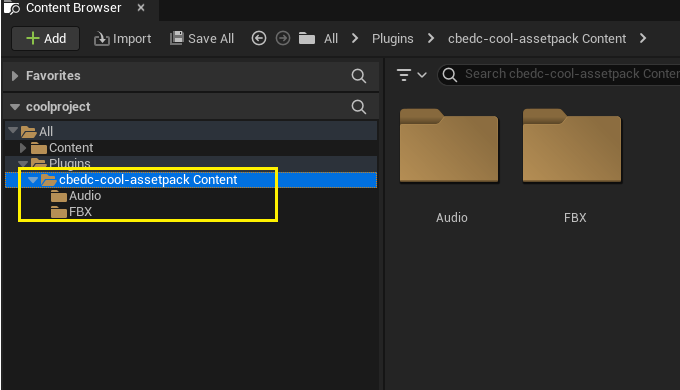 Content Browser ×
Add Import Save All All > Plugins > cbedc-cool-assetpack Content >
Favorites
Search cbedc-cool-assetpack Conten
coolproject
All
Content
Plugins
cbedc-cool-assetpack Content
Audio
FBX
Audio FBX